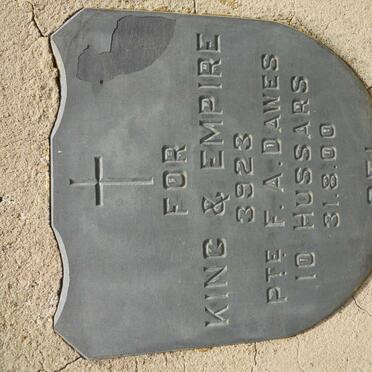 FOR
KING & EMPIRE
3923
PTE F. A. DAWES
10 HUSSARS
31.8.00